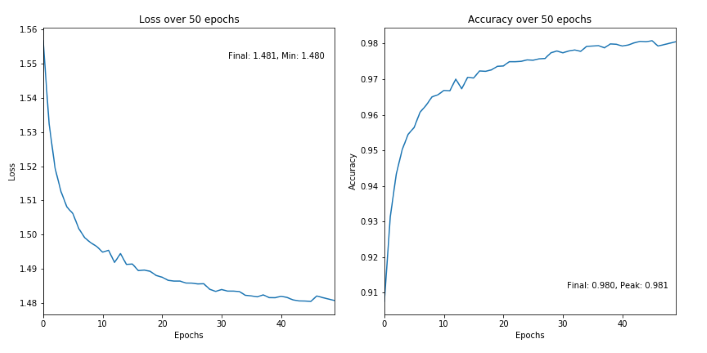 Loss over 50 epochs
1.56
1.55
1.54
1.53
1.52
1.51
1.50
1.49
1.48
Loss
Final: 1.481, Min: 1.480
0 10 20 30 40
Epochs
Accuracy over 50 epochs
0.98
0.97
0.96
0.95
0.94
0.93
0.92
0.91
Accuracy
Final: 0.980, Peak: 0.981
0 10 20 30 40
Epochs